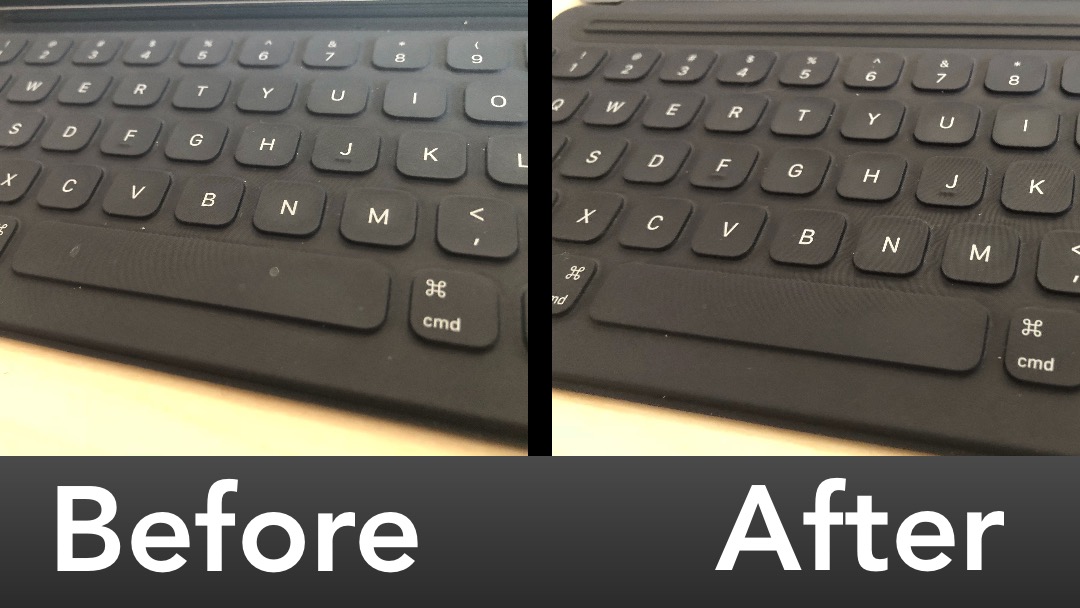 @ # $ % ^ & * (
2 3 4 5 6 7 8 9
W E R T Y U I O
S D F G H J K L
X C V B N M <
,
⌘
cmd
! @ # $ % ^ & *
1 2 3 4 5 6 7 8
Q W E R T Y U I
S D F G H J K
X C V B N M <
,
⌘ ⌘
cmd
Before After